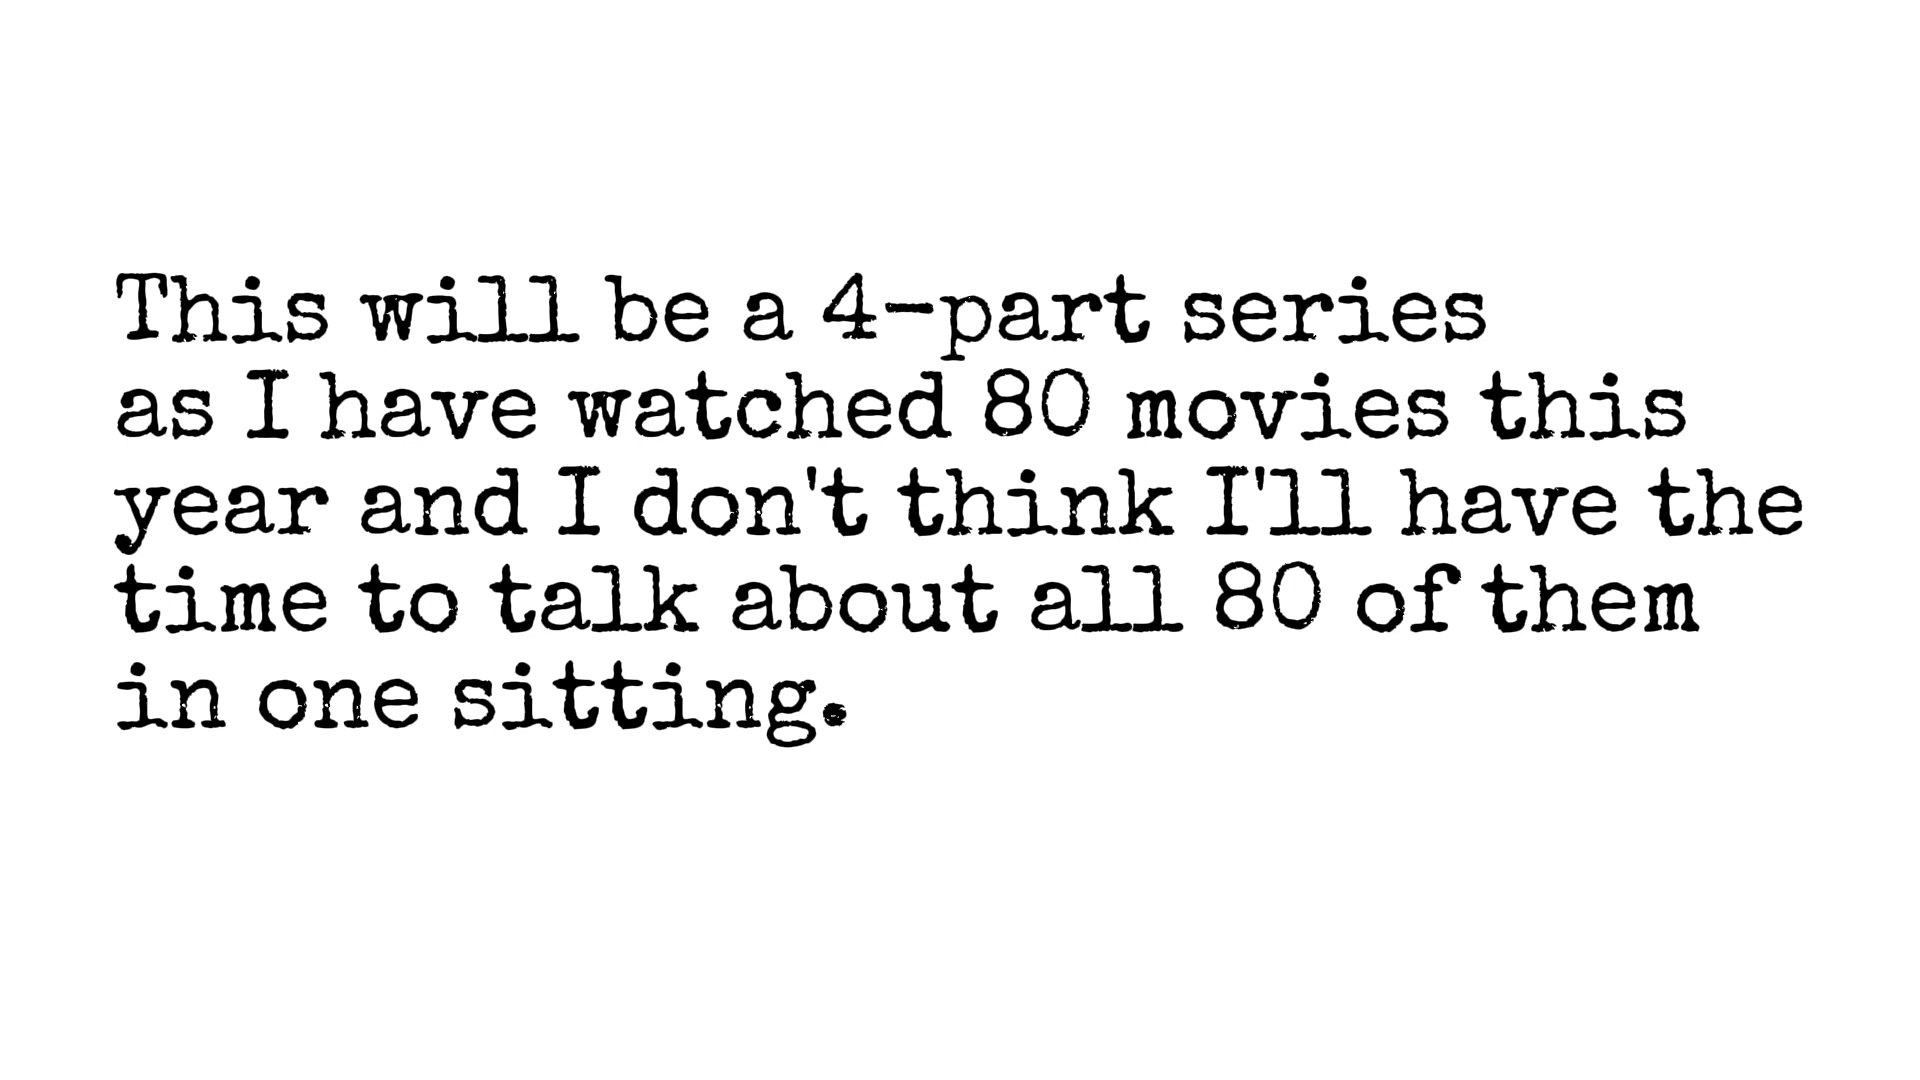 This will be a 4-part series
as I have watched 80 movies this
year and I don't think I'll have the
time to talk about all 80 of them
in one sitting.